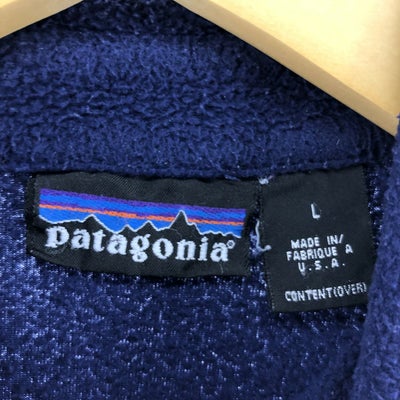 patagonia®
L
MADE IN/
FABRIQUE A
U.S.A.
CONTENT(OVER)